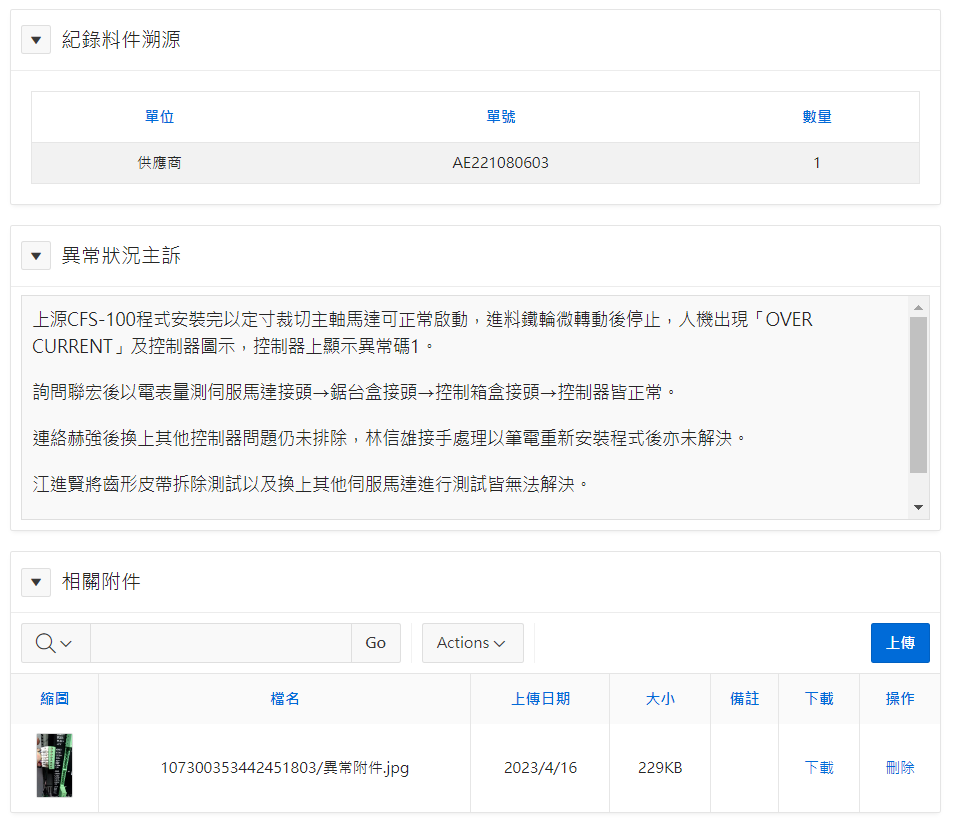 紀錄料件溯源
單位 單號 數量
供應商 AE221080603 1
異常狀況主訴
上源CFS-100程式安裝完以定寸裁切主軸馬達可正常啟動，進料鐵輪微轉動後停止，人機出現「OVER
CURRENT」及控制器圖示，控制器上顯示異常碼1。
詢問聯宏後以電表量測伺服馬達接頭→鋸台盒接頭→控制箱盒接頭→控制器皆正常。
連絡赫強後換上其他控制器問題仍未排除，林信雄接手處理以筆電重新安裝程式後亦未解決。
江進賢將齒形皮帶拆除測試以及換上其他伺服馬達進行測試皆無法解決。
相關附件
Go Actions 上傳
縮圖 檔名 上傳日期 大小 備註 下載 操作
107300353442451803/異常附件.jpg 2023/4/16 229KB 下載 刪除